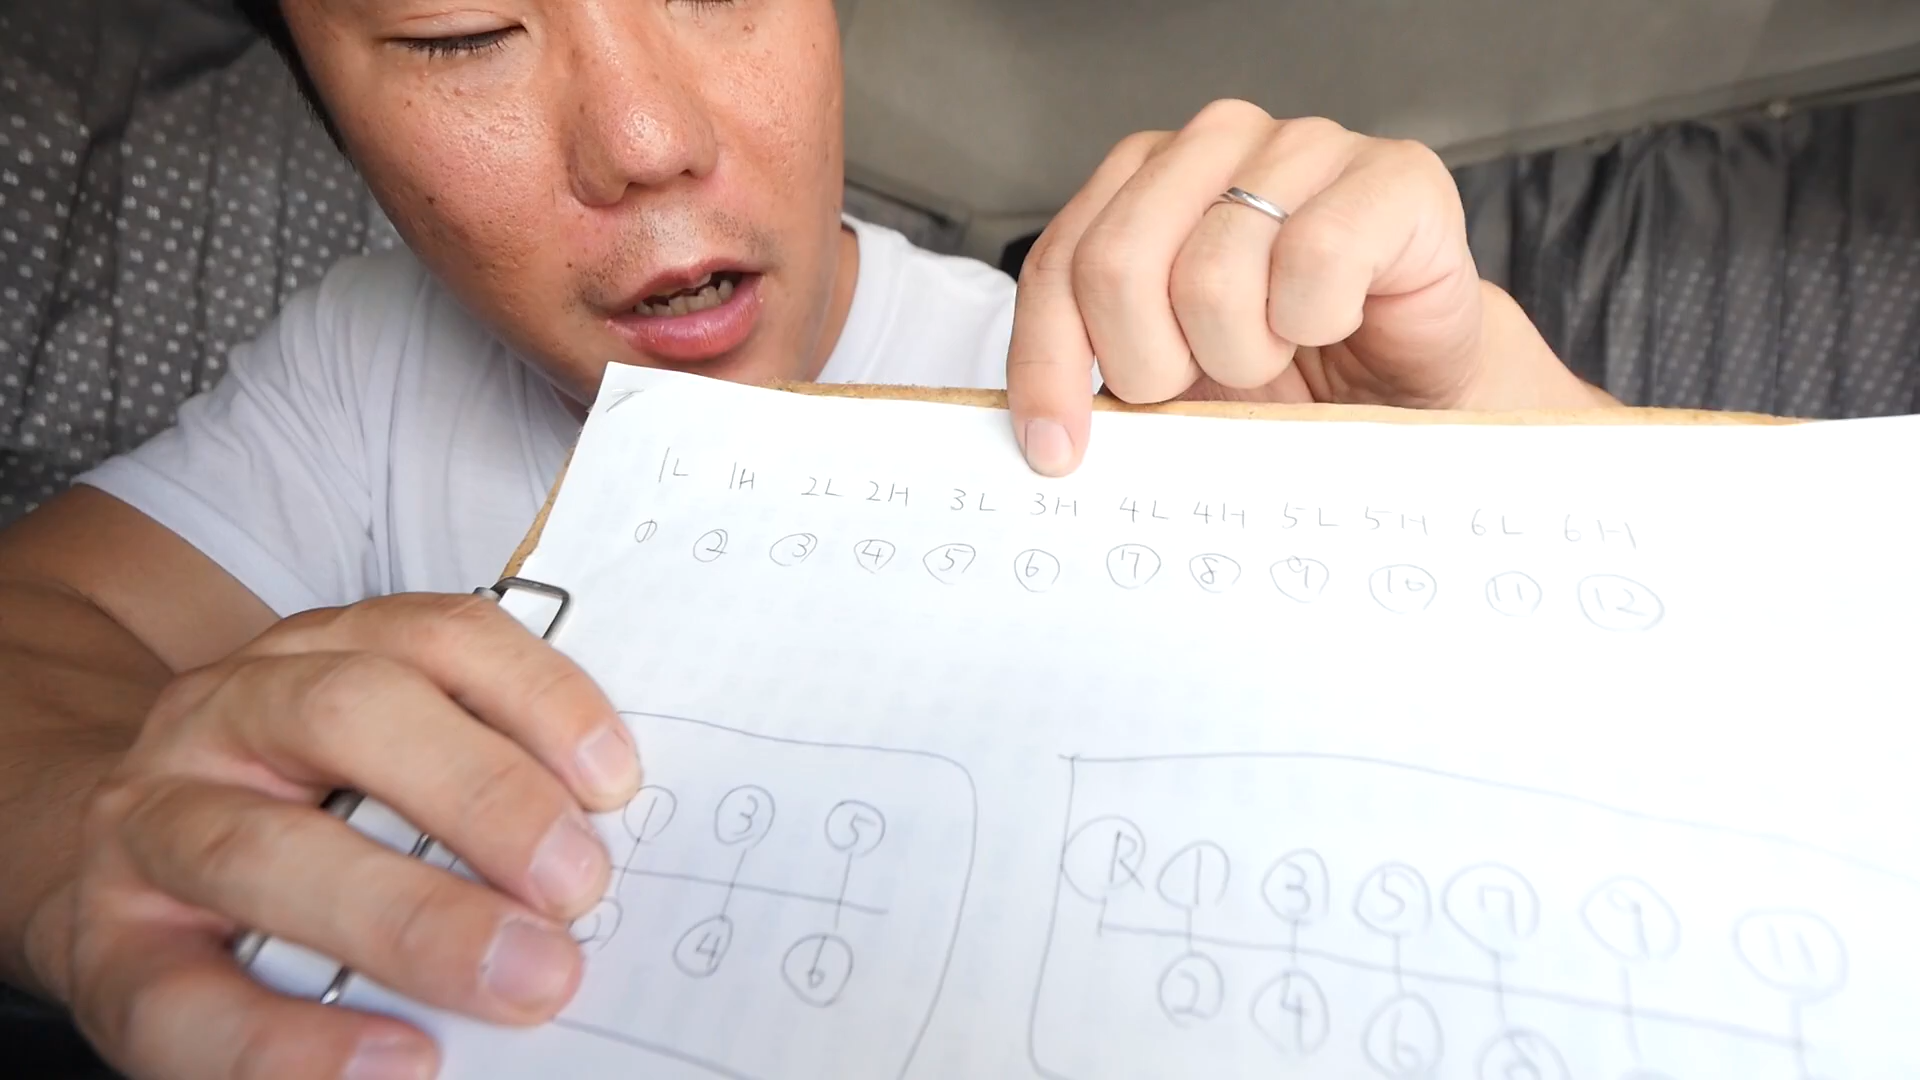 1L 1H 2L 2H 3L 3H 4L 4H 5L 5H 6L 6H
① ② ③ ④ ⑤ ⑥ ⑦ ⑧ ⑨ ⑩ ⑪ ⑫
① ③ ⑤
② ④ ⑥
R ① ③ ⑤ ⑦ ⑨ ⑪
② ④ ⑥ ⑧